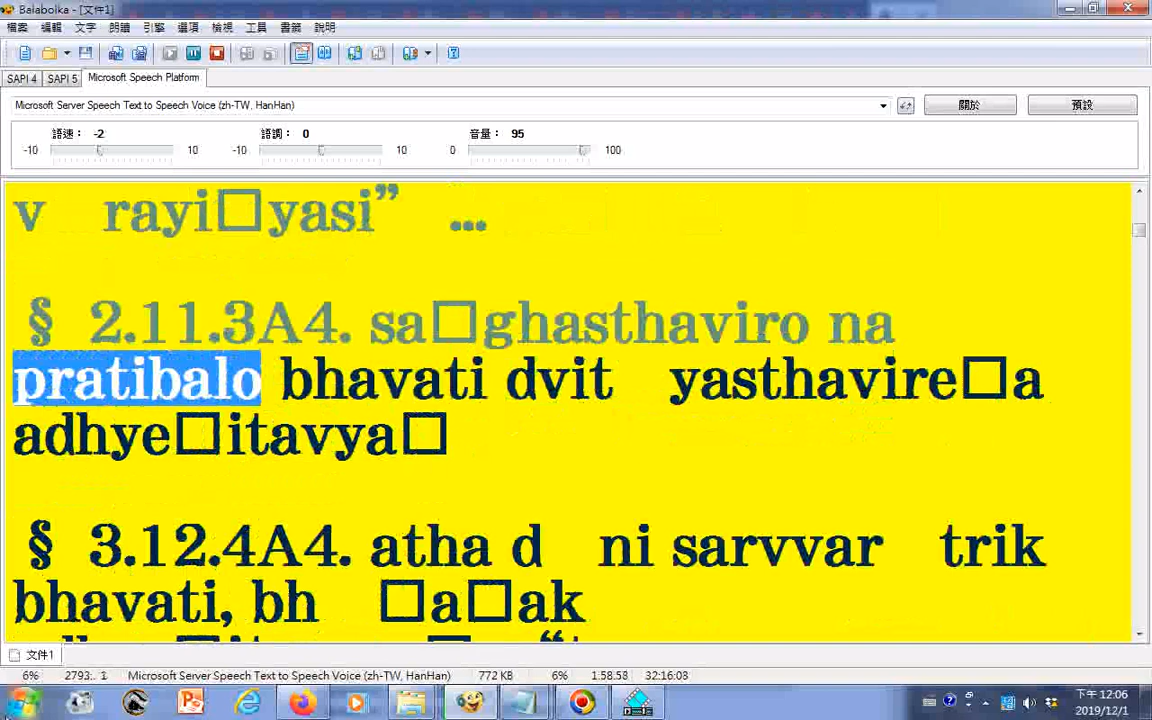 Balabolka - [文件1]
檔案 編輯 文字 朗讀 引擎 選項 檢視 工具 書籤 說明
SAPI 4 SAPI 5 Microsoft Speech Platform
Microsoft Server Speech Text to Speech Voice (zh-TW, HanHan) 關於 預設
語速： -2 語調： 0 音量： 95
-10 10 -10 10 0 100
v rayi□yasi” ...
§ 2.11.3A4. sa□ghasthaviro na
pratibalo bhavati dvit yasthavire□a
adhye□itavya□
§ 3.12.4A4. atha d ni sarvvar trik
bhavati, bh □a□ak
文件1
6% 2793: 1 Microsoft Server Speech Text to Speech Voice (zh-TW, HanHan) 772 KB 6% 1:58:58 32:16:08
下午 12:06
2019/12/1